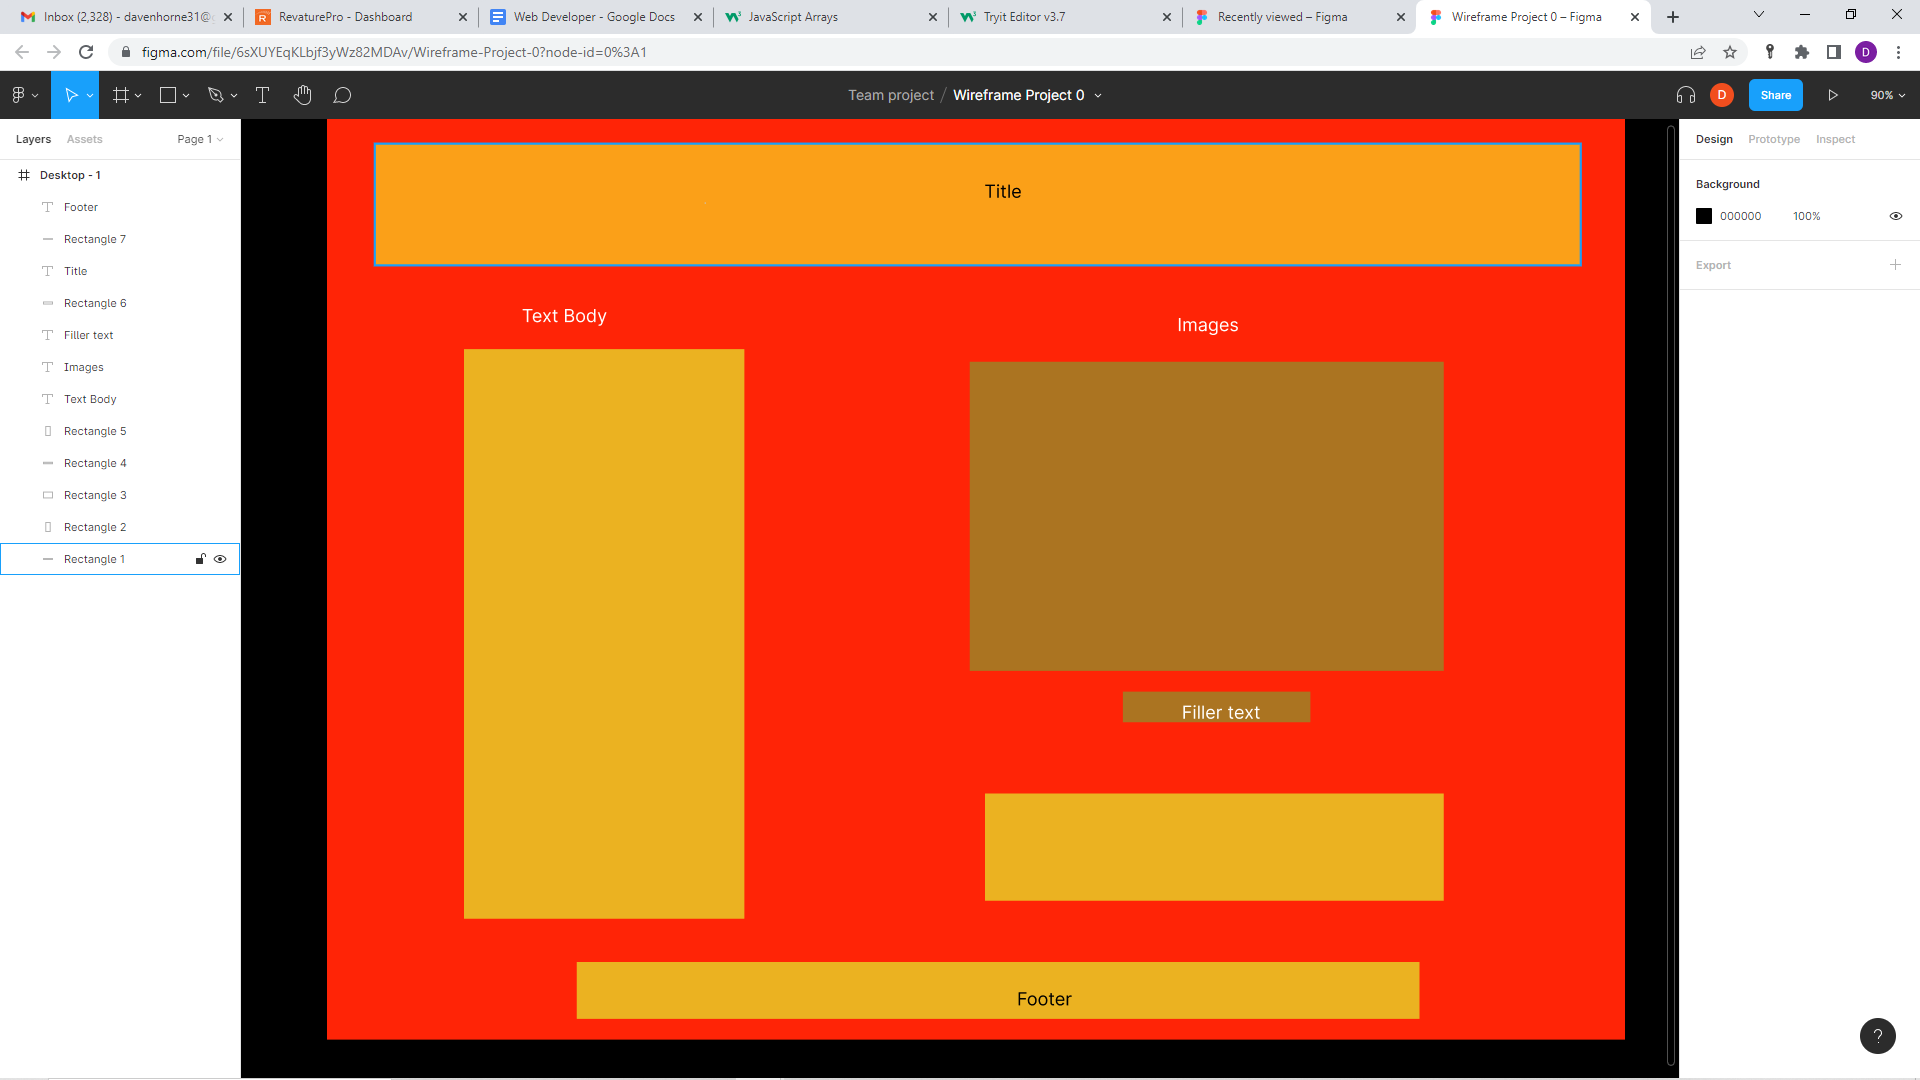 Inbox (2,328) - davenhorne31@
RevaturePro - Dashboard
Web Developer - Google Docs
JavaScript Arrays
Tryit Editor v3.7
Recently viewed – Figma
Wireframe Project 0 – Figma
figma.com/file/6sXUYEqKLbjf3yWz82MDAv/Wireframe-Project-0?node-id=0%3A1
D
Team project / Wireframe Project 0
D
Share
90%
Layers
Assets
Page 1
Desktop - 1
Footer
Rectangle 7
Title
Rectangle 6
Filler text
Images
Text Body
Rectangle 5
Rectangle 4
Rectangle 3
Rectangle 2
Rectangle 1
Title
Text Body
Images
Filler text
Footer
Design
Prototype
Inspect
Background
000000
100%
Export
?